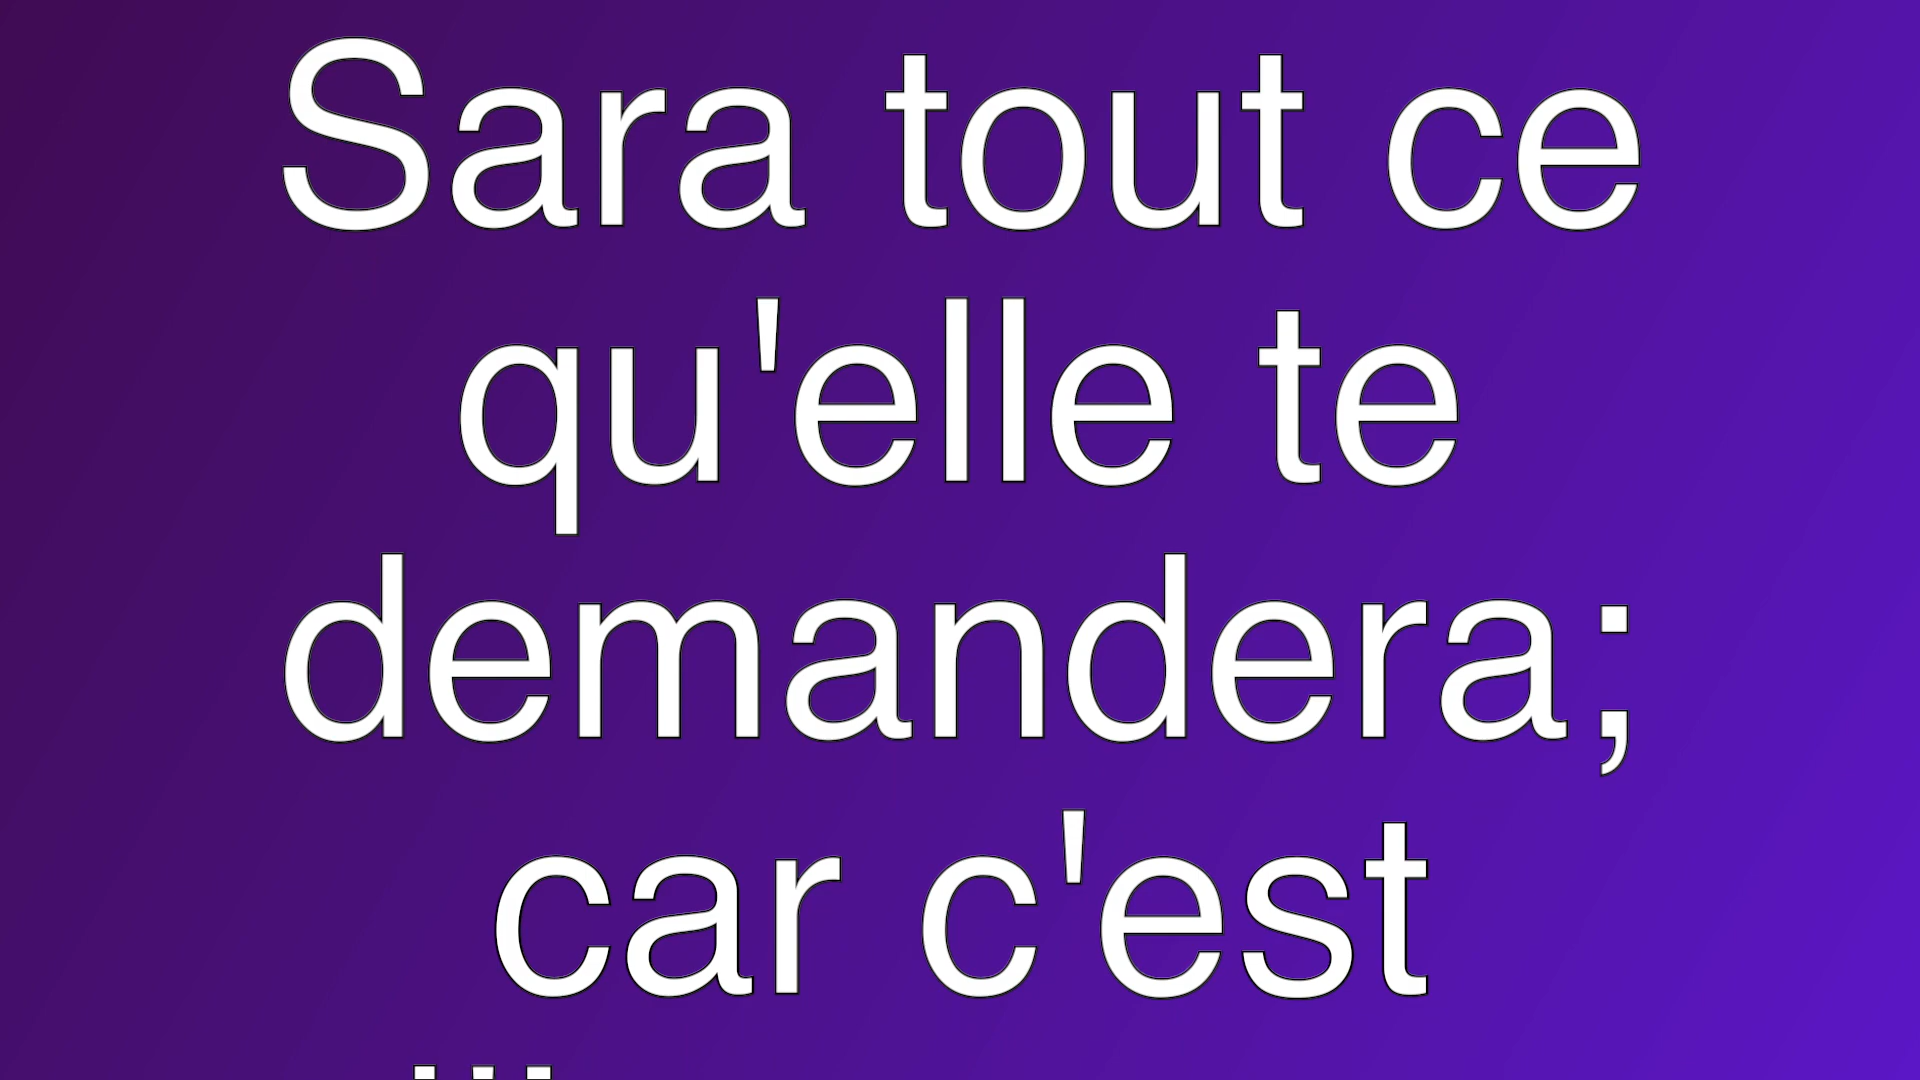 Sara tout ce
qu'elle te
demandera;
car c'est